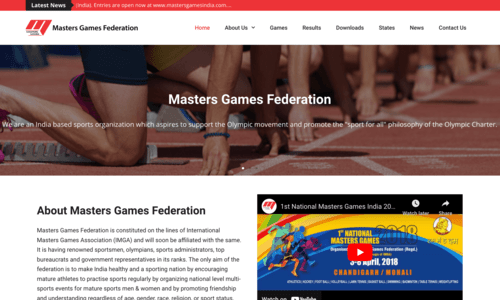 Latest News
(India). Entries are open now at www.mastersgamesindia.com....
Masters Games Federation
Home
About Us
Games
Results
Downloads
States
News
Contact Us
Masters Games Federation
We are an India based sports organization which aspires to support the Olympic movement and promote the "sport for all" philosophy of the Olympic Charter.
About Masters Games Federation
Masters Games Federation is constituted on the lines of International
Masters Games Association (IMGA) and will soon be affiliated with the same.
It is having renowned sportsmen, olympians, sports administrators, top
bureaucrats and government representatives in its ranks. The only aim of the
federation is to make India healthy and a sporting nation by encouraging
mature athletes to practise sports regularly by organizing national level multi-
sports events for mature sports men & women and by promoting friendship
and understanding regardless of age, gender, race, religion, or sport status.
1st National Masters Games India 20...
Watch later
Share
1st NATIONAL
MASTERS GAMES
2018
3-6 April, 2018
CHANDIGARH / MOHALI
Watch on YouTube